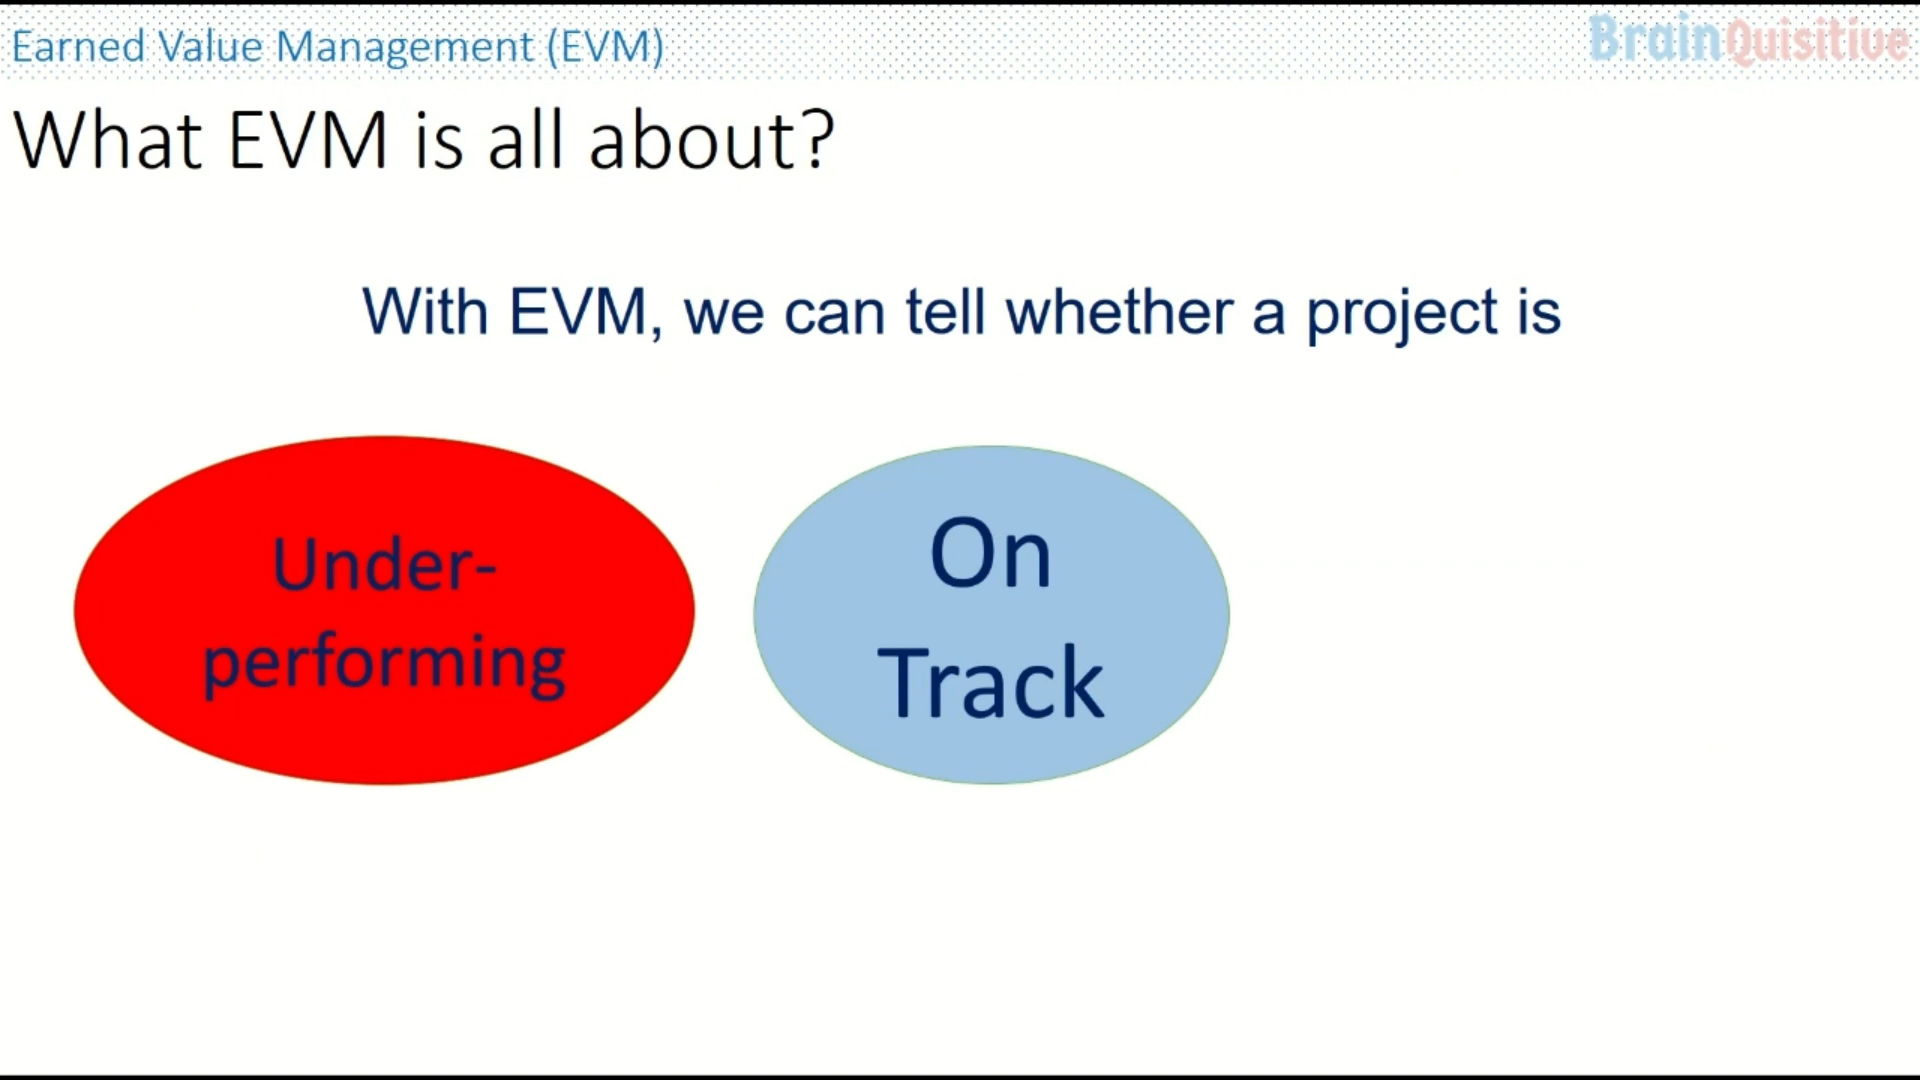 Earned Value Management (EVM)
BrainQuisitive
What EVM is all about?
With EVM, we can tell whether a project is
Under-
performing
On
Track